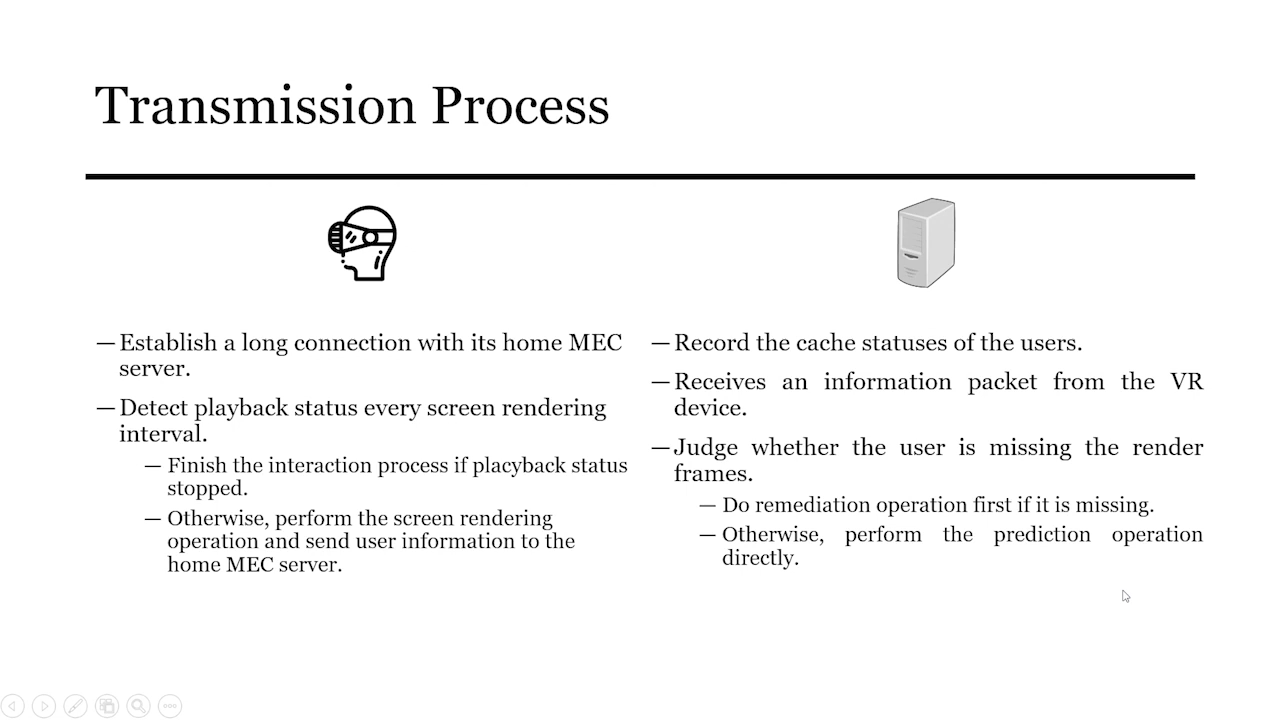 Transmission Process
— Establish a long connection with its home MEC
server.
— Detect playback status every screen rendering
interval.
— Finish the interaction process if placyback status
stopped.
— Otherwise, perform the screen rendering
operation and send user information to the
home MEC server.
— Record the cache statuses of the users.
— Receives an information packet from the VR
device.
— Judge whether the user is missing the render
frames.
— Do remediation operation first if it is missing.
— Otherwise, perform the prediction operation
directly.